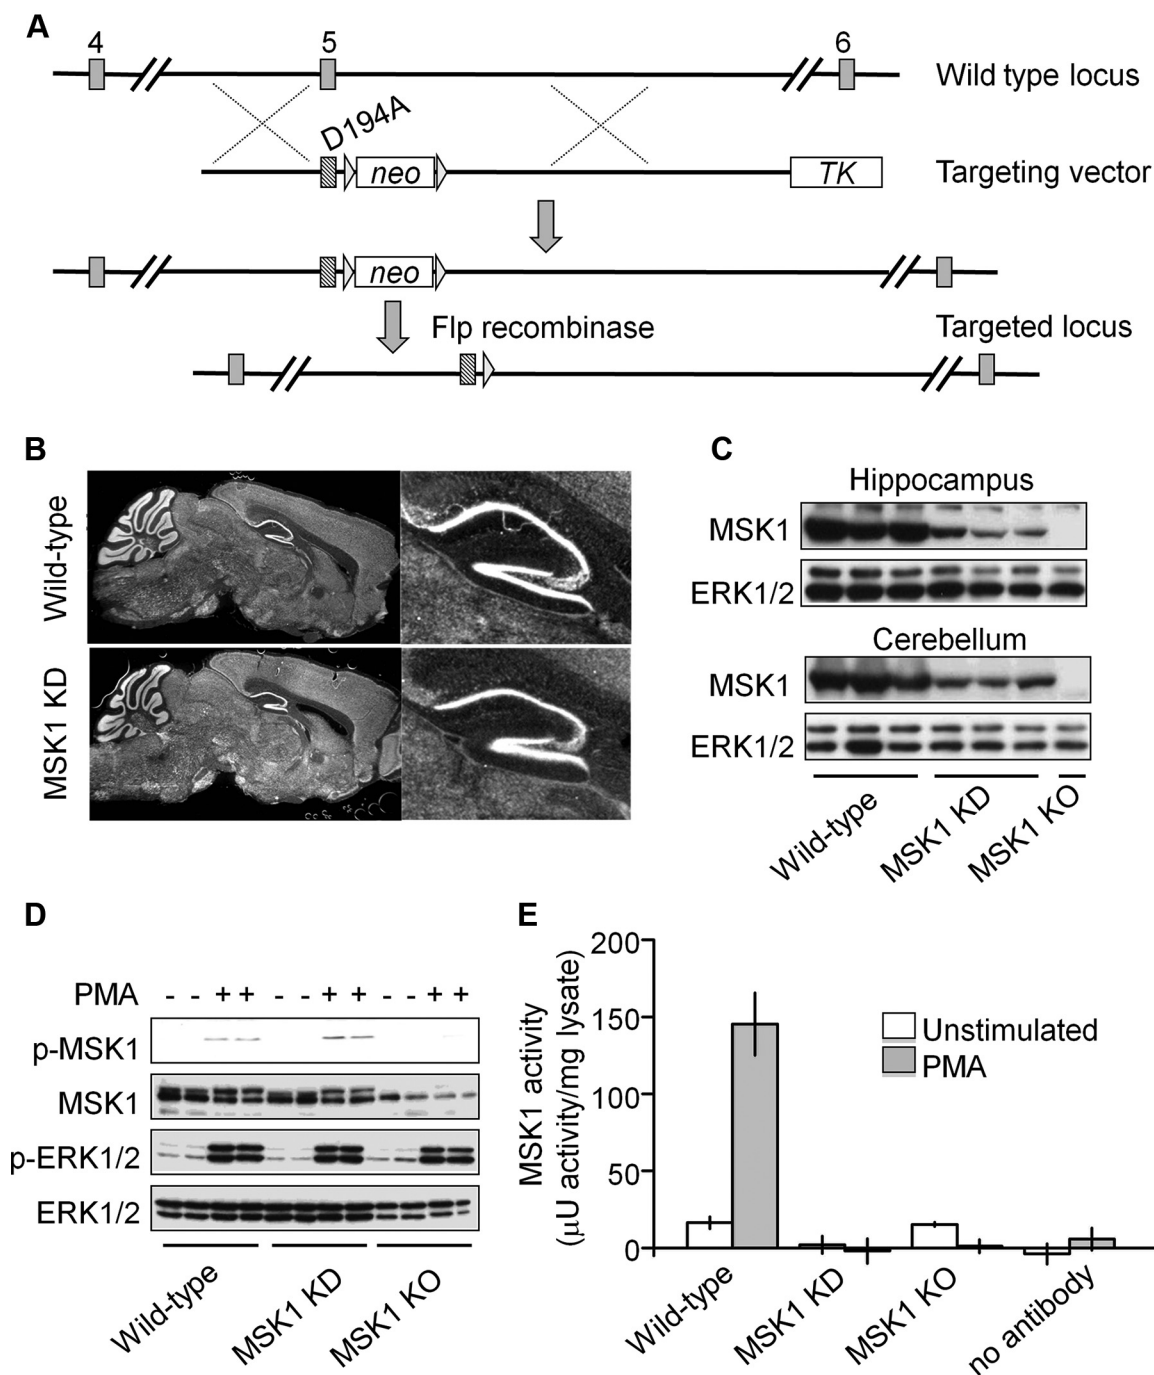 A
4 5 6
Wild type locus
D194A
neo TK Targeting vector
neo
Flp recombinase Targeted locus
B
Wild-type
MSK1 KD
C
Hippocampus
MSK1
ERK1/2
Cerebellum
MSK1
ERK1/2
Wild-type MSK1 KD MSK1 KO
D
PMA - - + + - - + + - - + +
p-MSK1
MSK1
p-ERK1/2
ERK1/2
Wild-type MSK1 KD MSK1 KO
E
MSK1 activity
(μU activity/mg lysate)
200
150
100
50
0
Unstimulated
PMA
Wild-type MSK1 KD MSK1 KO no antibody